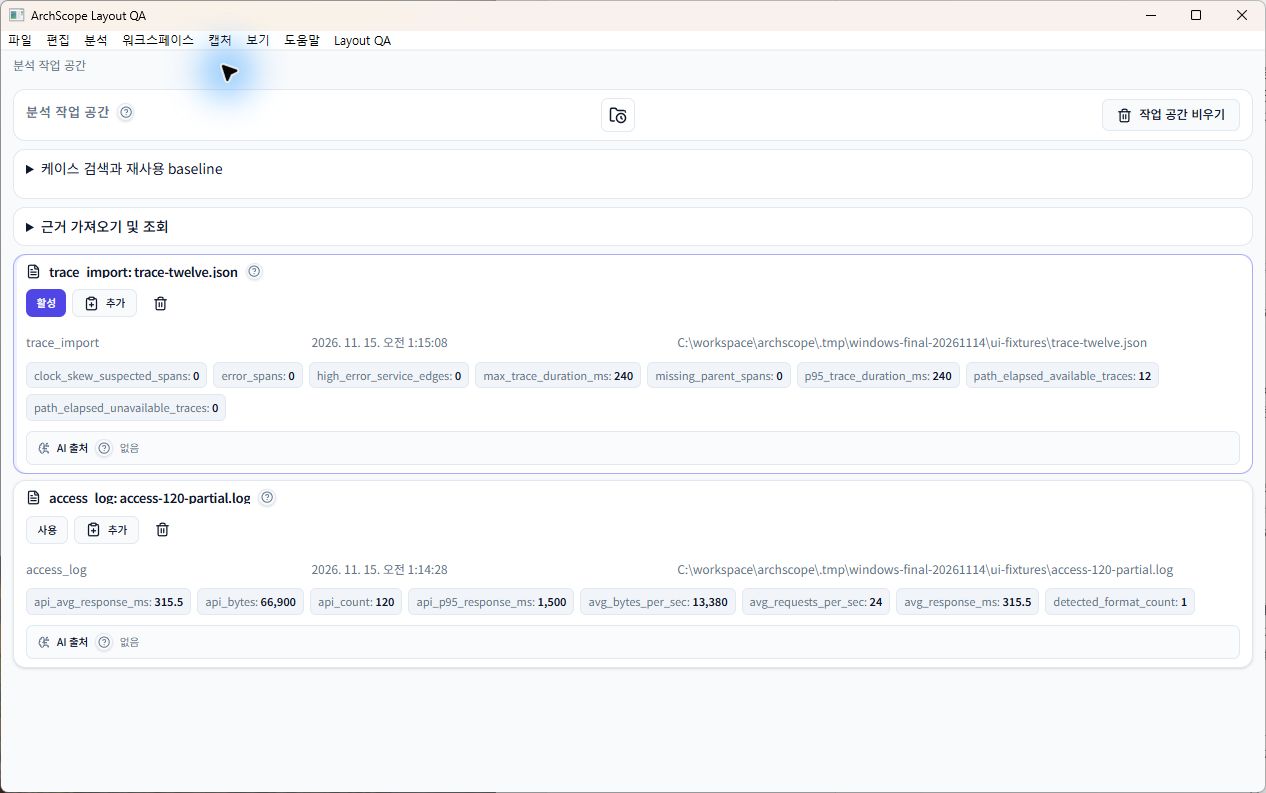 ArchScope Layout QA
파일 편집 분석 워크스페이스 캡처 보기 도움말 Layout QA
분석 작업 공간
분석 작업 공간 ? 작업 공간 비우기
▶ 케이스 검색과 재사용 baseline
▶ 근거 가져오기 및 조회
trace_import: trace-twelve.json ?
활성 추가
trace_import 2026. 11. 15. 오전 1:15:08 C:\workspace\archscope\.tmp\windows-final-20261114\ui-fixtures\trace-twelve.json
clock_skew_suspected_spans: 0 error_spans: 0 high_error_service_edges: 0 max_trace_duration_ms: 240 missing_parent_spans: 0 p95_trace_duration_ms: 240 path_elapsed_available_traces: 12
path_elapsed_unavailable_traces: 0
AI 출처 ? 없음
access_log: access-120-partial.log ?
사용 추가
access_log 2026. 11. 15. 오전 1:14:28 C:\workspace\archscope\.tmp\windows-final-20261114\ui-fixtures\access-120-partial.log
api_avg_response_ms: 315.5 api_bytes: 66,900 api_count: 120 api_p95_response_ms: 1,500 avg_bytes_per_sec: 13,380 avg_requests_per_sec: 24 avg_response_ms: 315.5 detected_format_count: 1
AI 출처 ? 없음